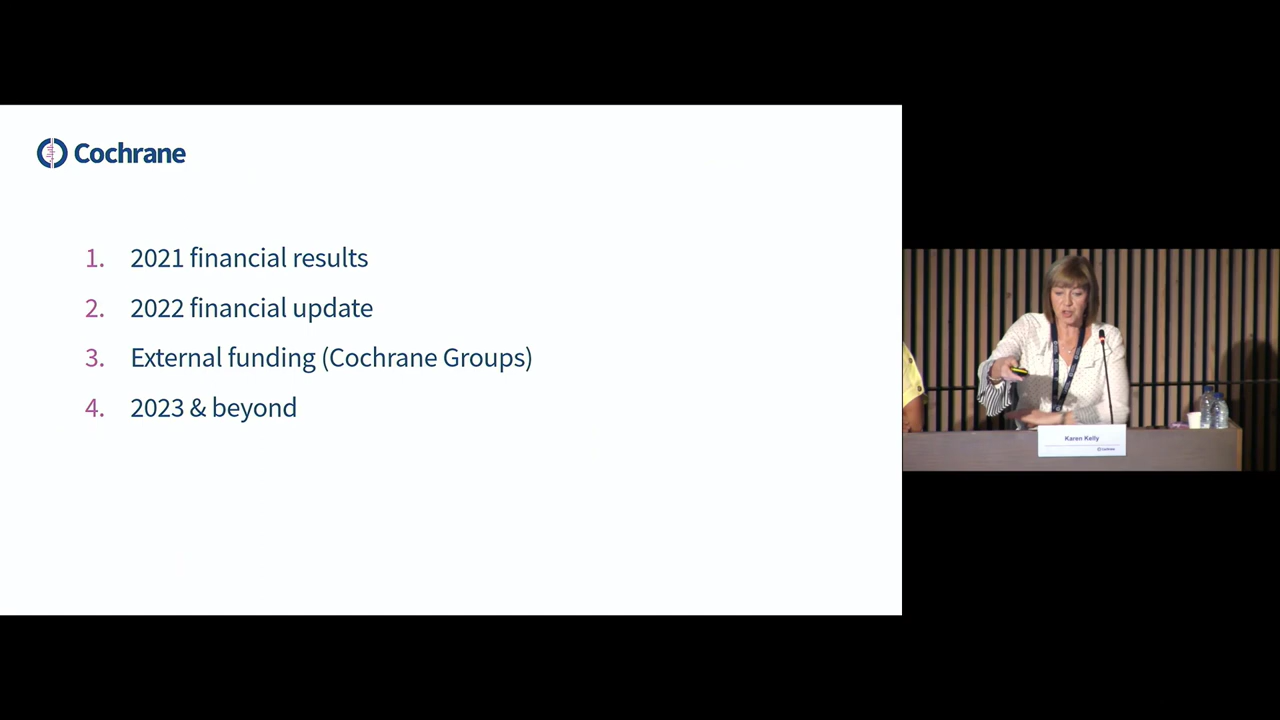 Cochrane
1. 2021 financial results
2. 2022 financial update
3. External funding (Cochrane Groups)
4. 2023 & beyond
Karen Kelly
Cochrane